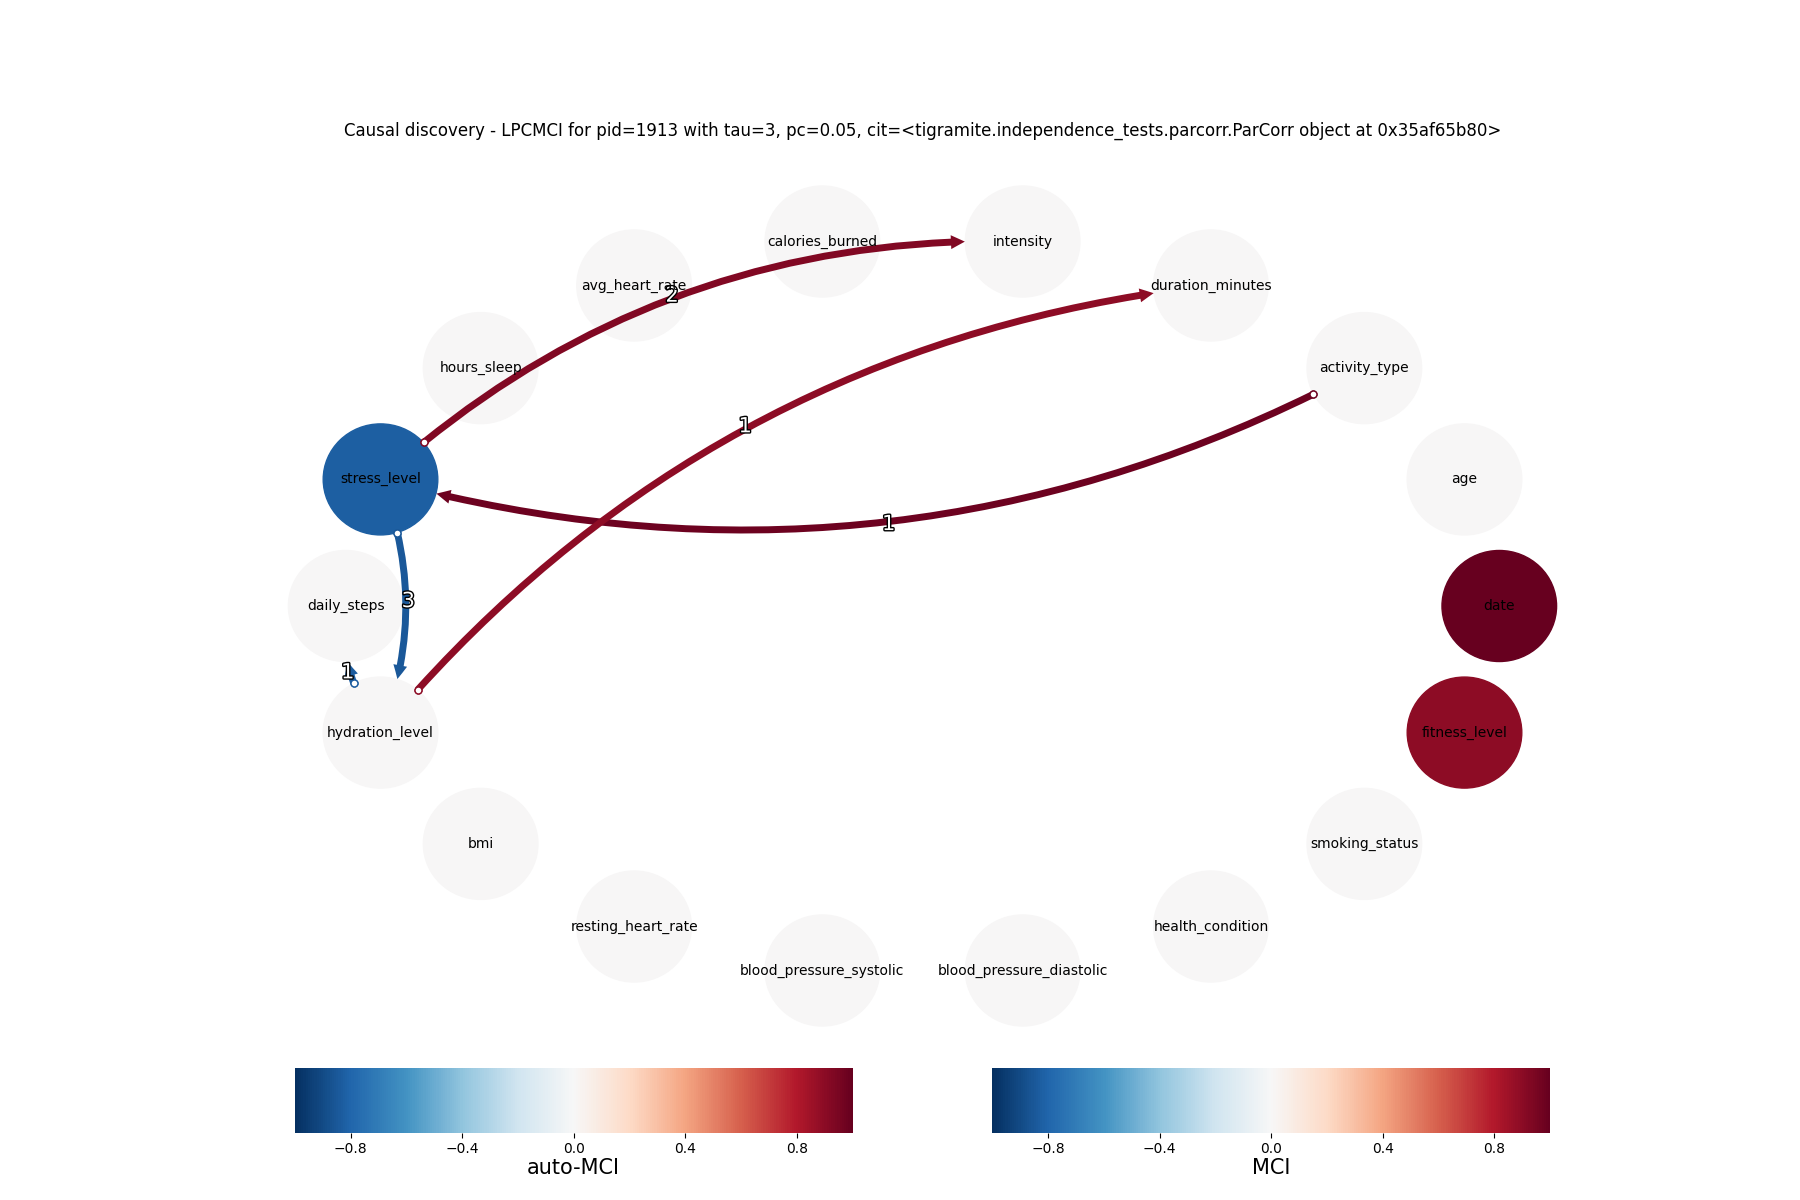 Causal discovery - LPCMCI for pid=1913 with tau=3, pc=0.05, cit=<tigramite.independence_tests.parcorr.ParCorr object at 0x35af65b80>
calories_burned
intensity
avg_heart_rate
duration_minutes
2
hours_sleep
activity_type
1
stress_level
age
1
daily_steps
3
date
1
hydration_level
fitness_level
bmi
smoking_status
resting_heart_rate
health_condition
blood_pressure_systolic
blood_pressure_diastolic
−0.8 −0.4 0.0 0.4 0.8
auto-MCI
−0.8 −0.4 0.0 0.4 0.8
MCI